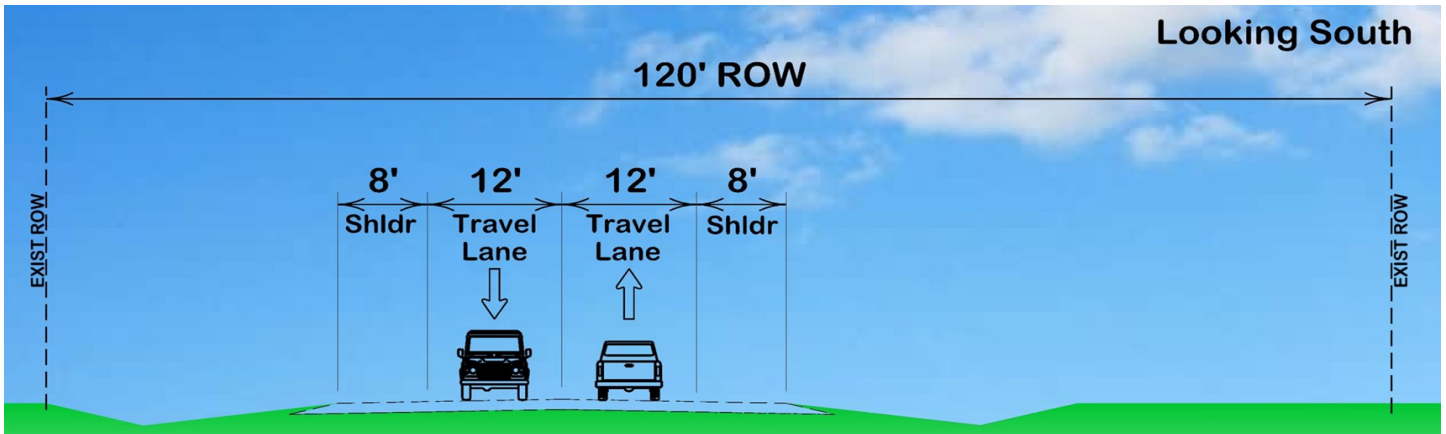 Looking South
120' ROW
8' 12' 12' 8'
Shldr Travel Lane Travel Lane Shldr
EXIST ROW
EXIST ROW